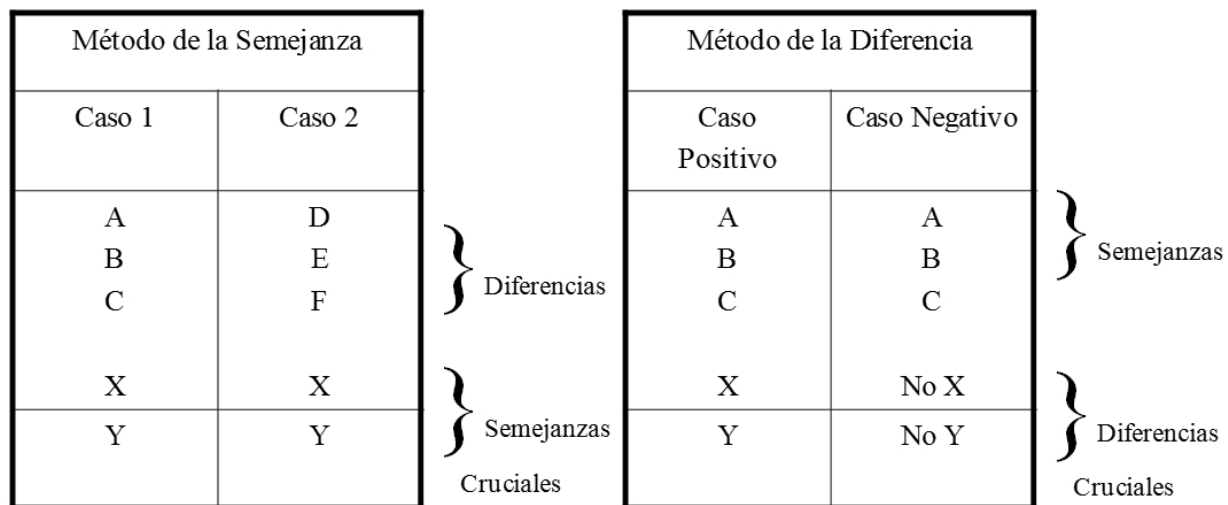 Método de la Semejanza
Caso 1 Caso 2
A D
B E
C F
Diferencias
X X
Y Y
Semejanzas
Cruciales
Método de la Diferencia
Caso Positivo Caso Negativo
A A
B B
C C
Semejanzas
X No X
Y No Y
Diferencias
Cruciales